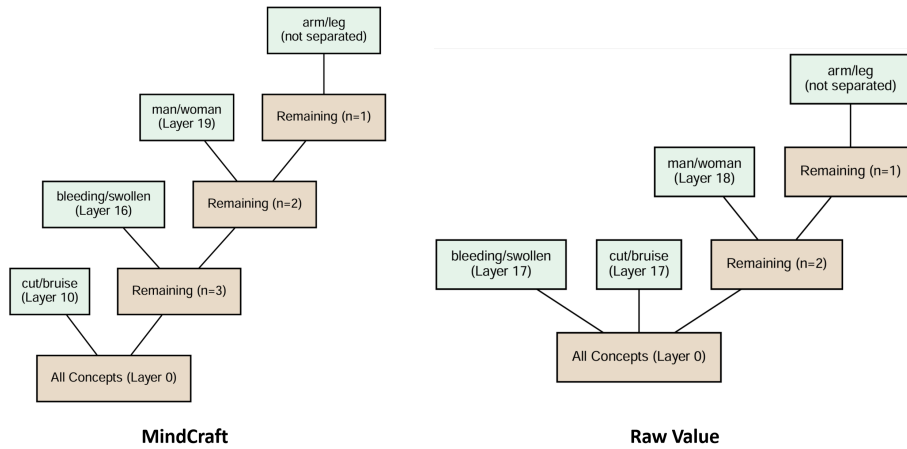 arm/leg
(not separated)
man/woman
(Layer 19)
Remaining (n=1)
bleeding/swollen
(Layer 16)
Remaining (n=2)
cut/bruise
(Layer 10)
Remaining (n=3)
All Concepts (Layer 0)
MindCraft
arm/leg
(not separated)
man/woman
(Layer 18)
Remaining (n=1)
bleeding/swollen
(Layer 17)
cut/bruise
(Layer 17)
Remaining (n=2)
All Concepts (Layer 0)
Raw Value